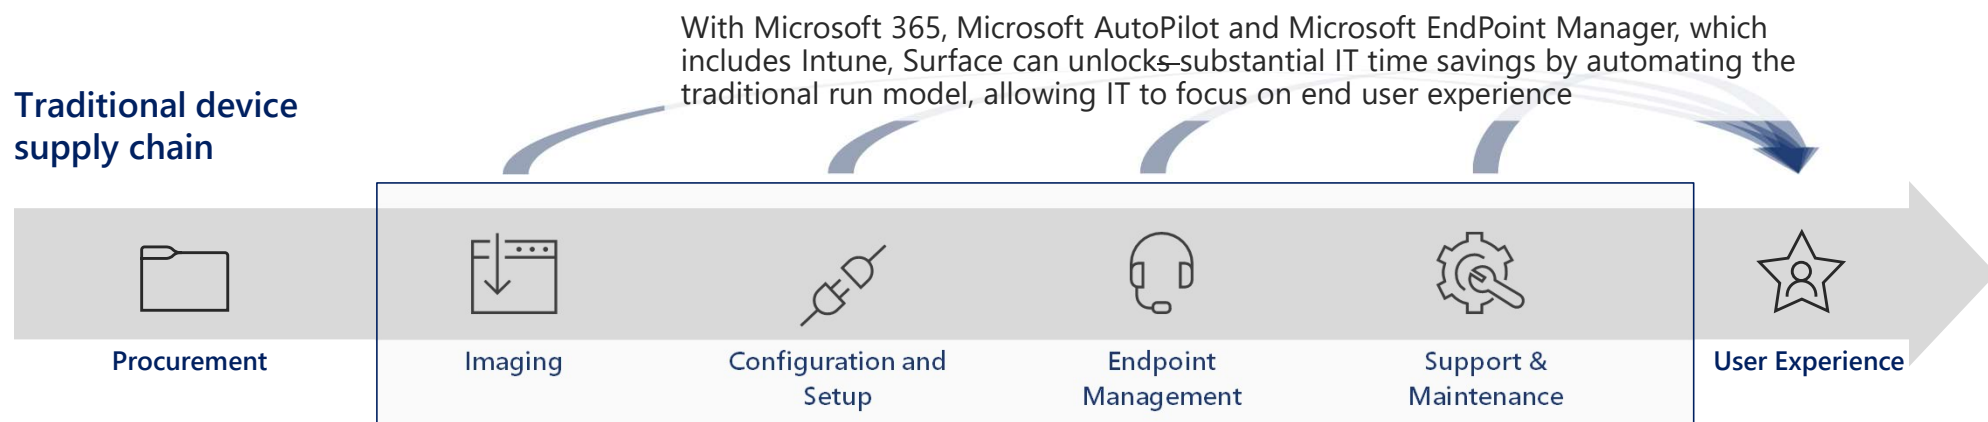 With Microsoft 365, Microsoft AutoPilot and Microsoft EndPoint Manager, which
includes Intune, Surface can unlocks substantial IT time savings by automating the
traditional run model, allowing IT to focus on end user experience
Traditional device
supply chain
Procurement
Imaging
Configuration and
Setup
Endpoint
Management
Support &
Maintenance
User Experience